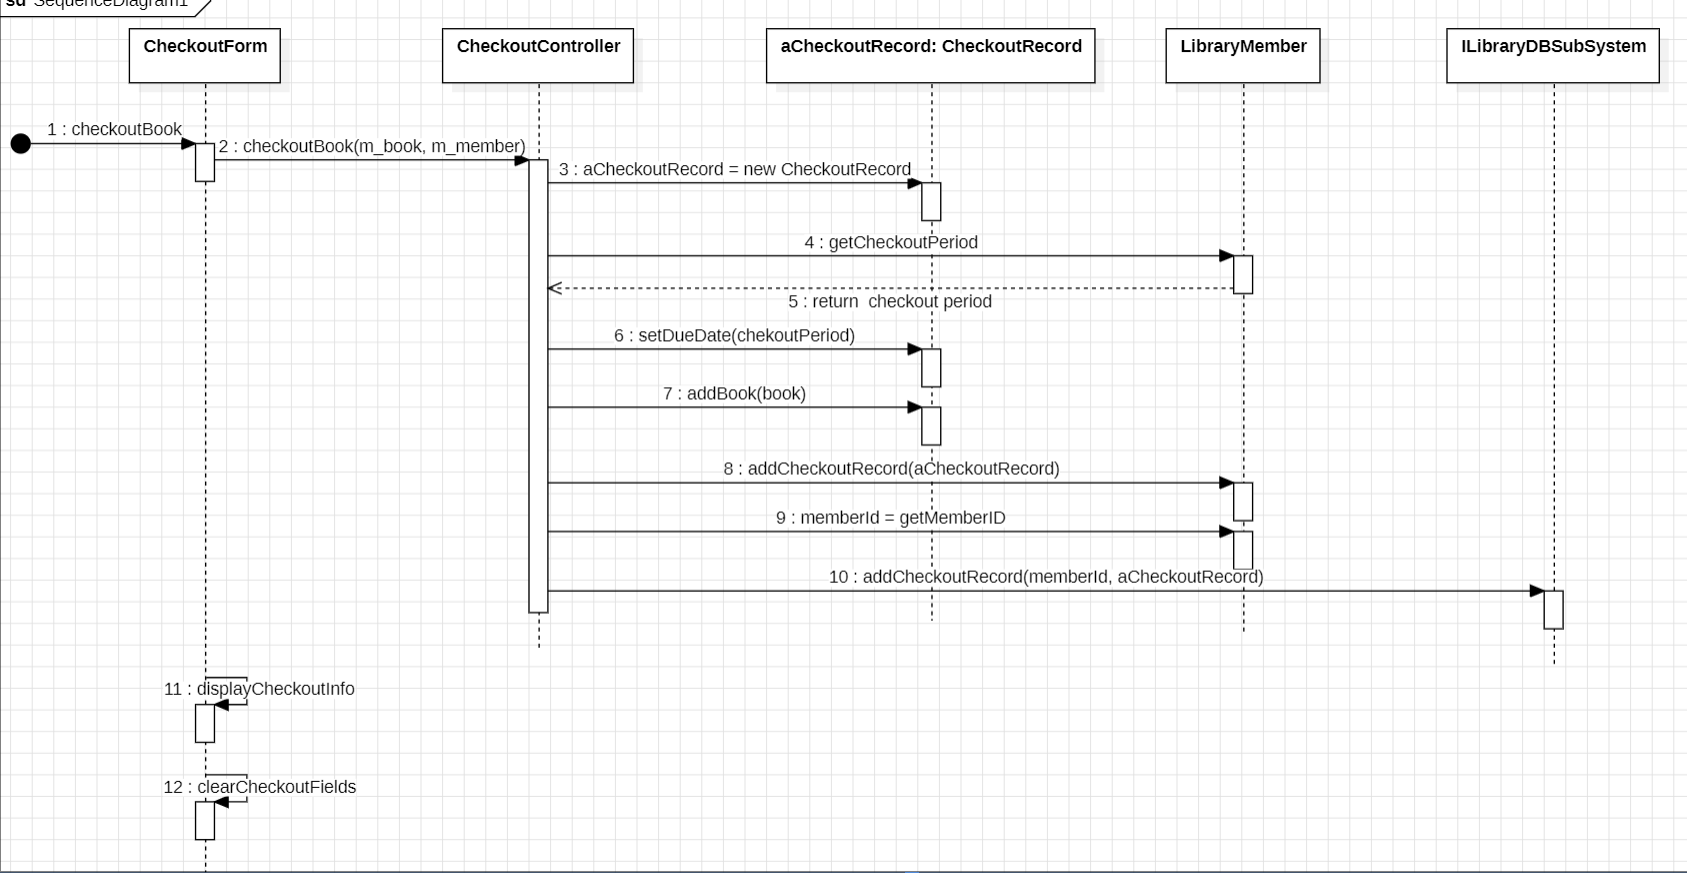 sd SequenceDiagram1
CheckoutForm
CheckoutController
aCheckoutRecord: CheckoutRecord
LibraryMember
ILibraryDBSubSystem
1 : checkoutBook
2 : checkoutBook(m_book, m_member)
3 : aCheckoutRecord = new CheckoutRecord
4 : getCheckoutPeriod
5 : return  checkout period
6 : setDueDate(chekoutPeriod)
7 : addBook(book)
8 : addCheckoutRecord(aCheckoutRecord)
9 : memberId = getMemberID
10 : addCheckoutRecord(memberId, aCheckoutRecord)
11 : displayCheckoutInfo
12 : clearCheckoutFields